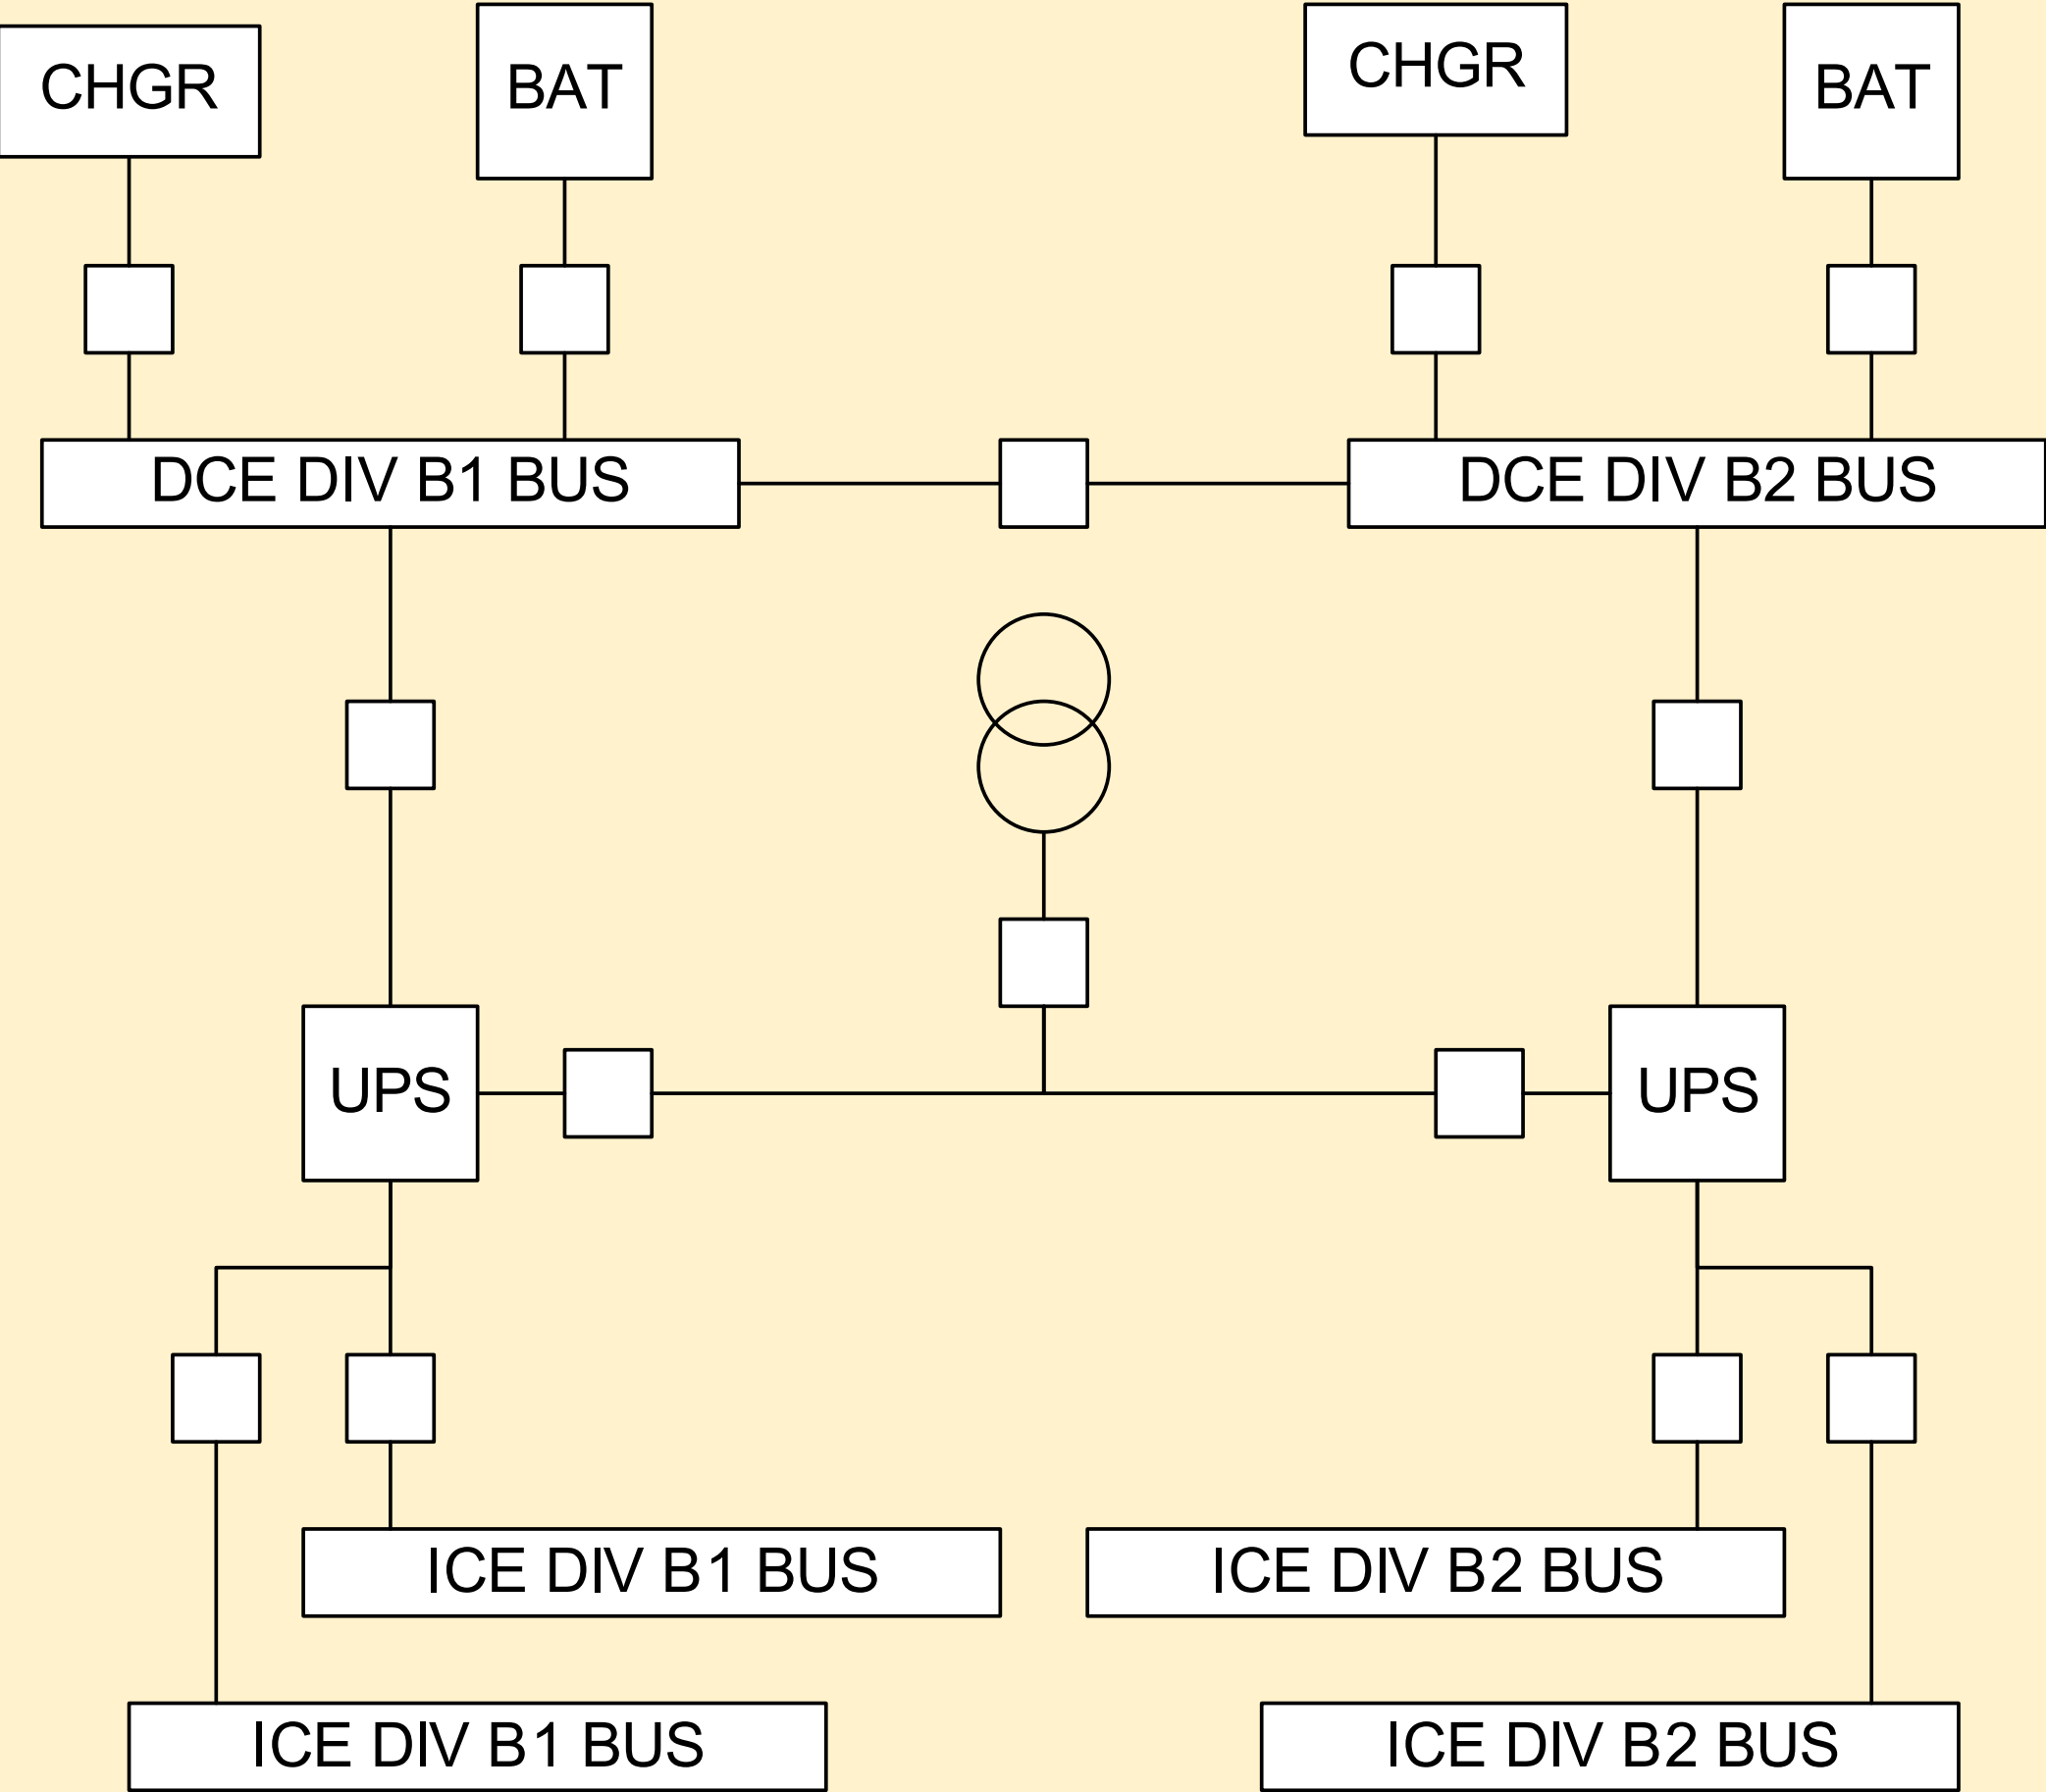 CHGR
BAT
CHGR
BAT
DCE DIV B1 BUS
DCE DIV B2 BUS
UPS
UPS
ICE DIV B1 BUS
ICE DIV B2 BUS
ICE DIV B1 BUS
ICE DIV B2 BUS